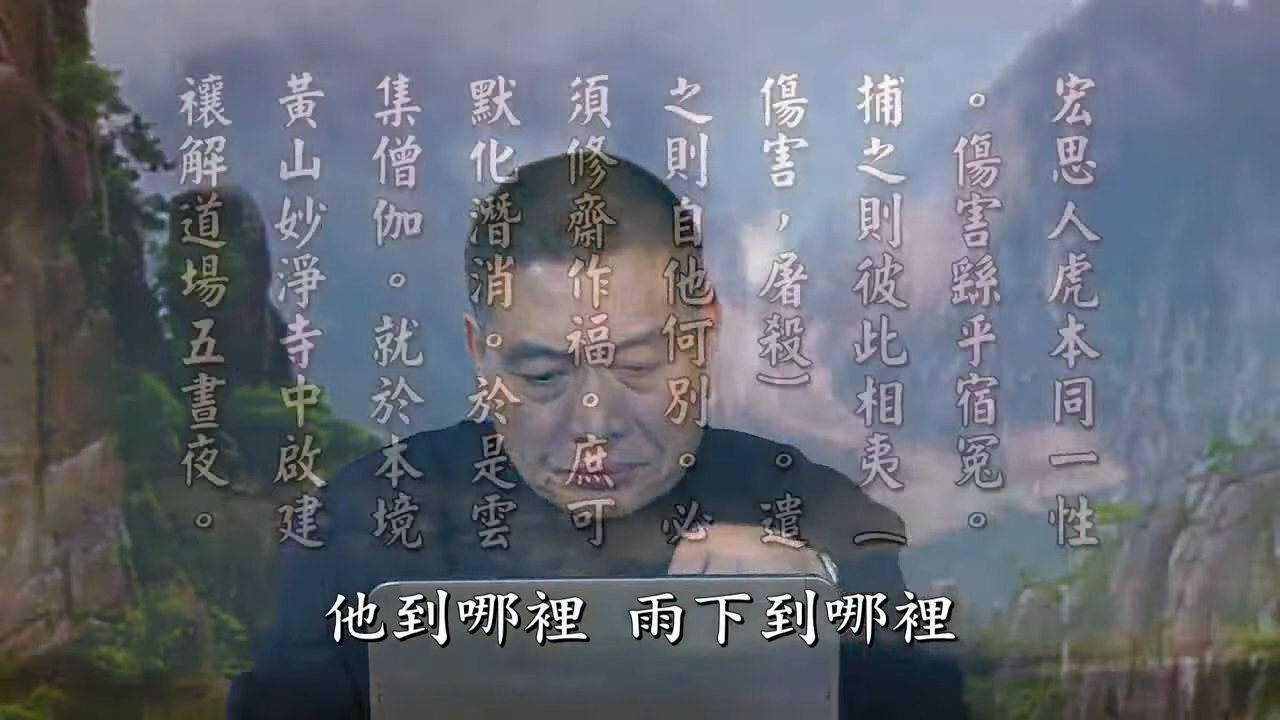 宏思人虎本同一性
。傷害繇乎宿冤。
捕之則彼此相夷（
傷害，屠殺）。遣
之則自他何別。必
須修齋作福。庶可
默化潛消。於是雲
集僧伽。就於本境
黃山妙淨寺中啟建
禳解道場五晝夜。
他到哪裡 雨下到哪裡